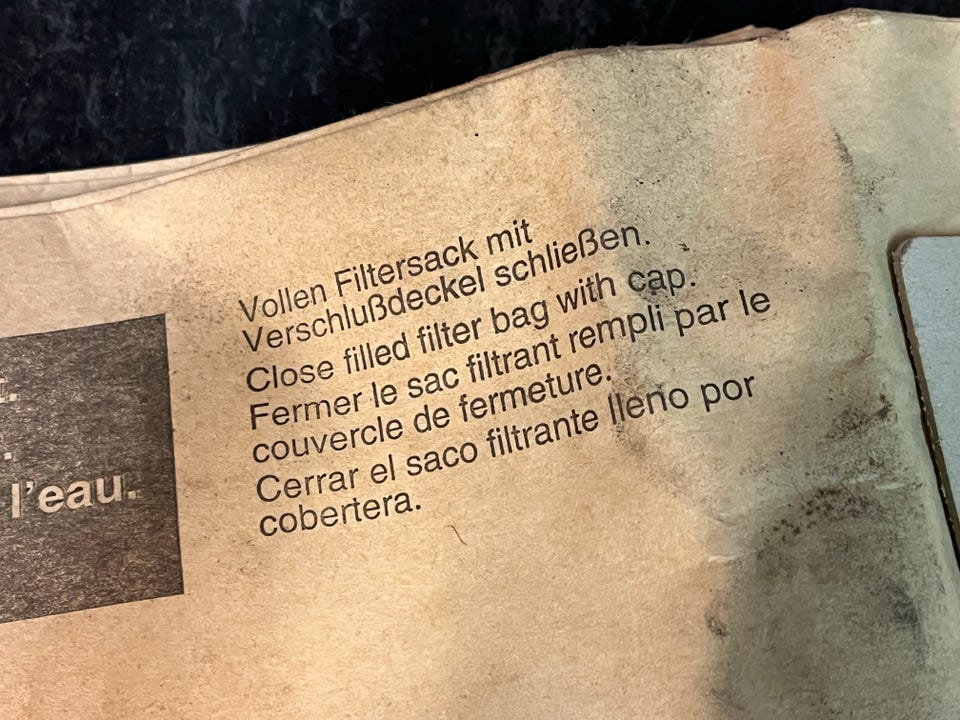 Vollen Filtersack mit
Verschlußdeckel schließen.
Close filled filter bag with cap.
Fermer le sac filtrant rempli par le
couvercle de fermeture.
Cerrar el saco filtrante lleno por
cobertera.
l'eau.